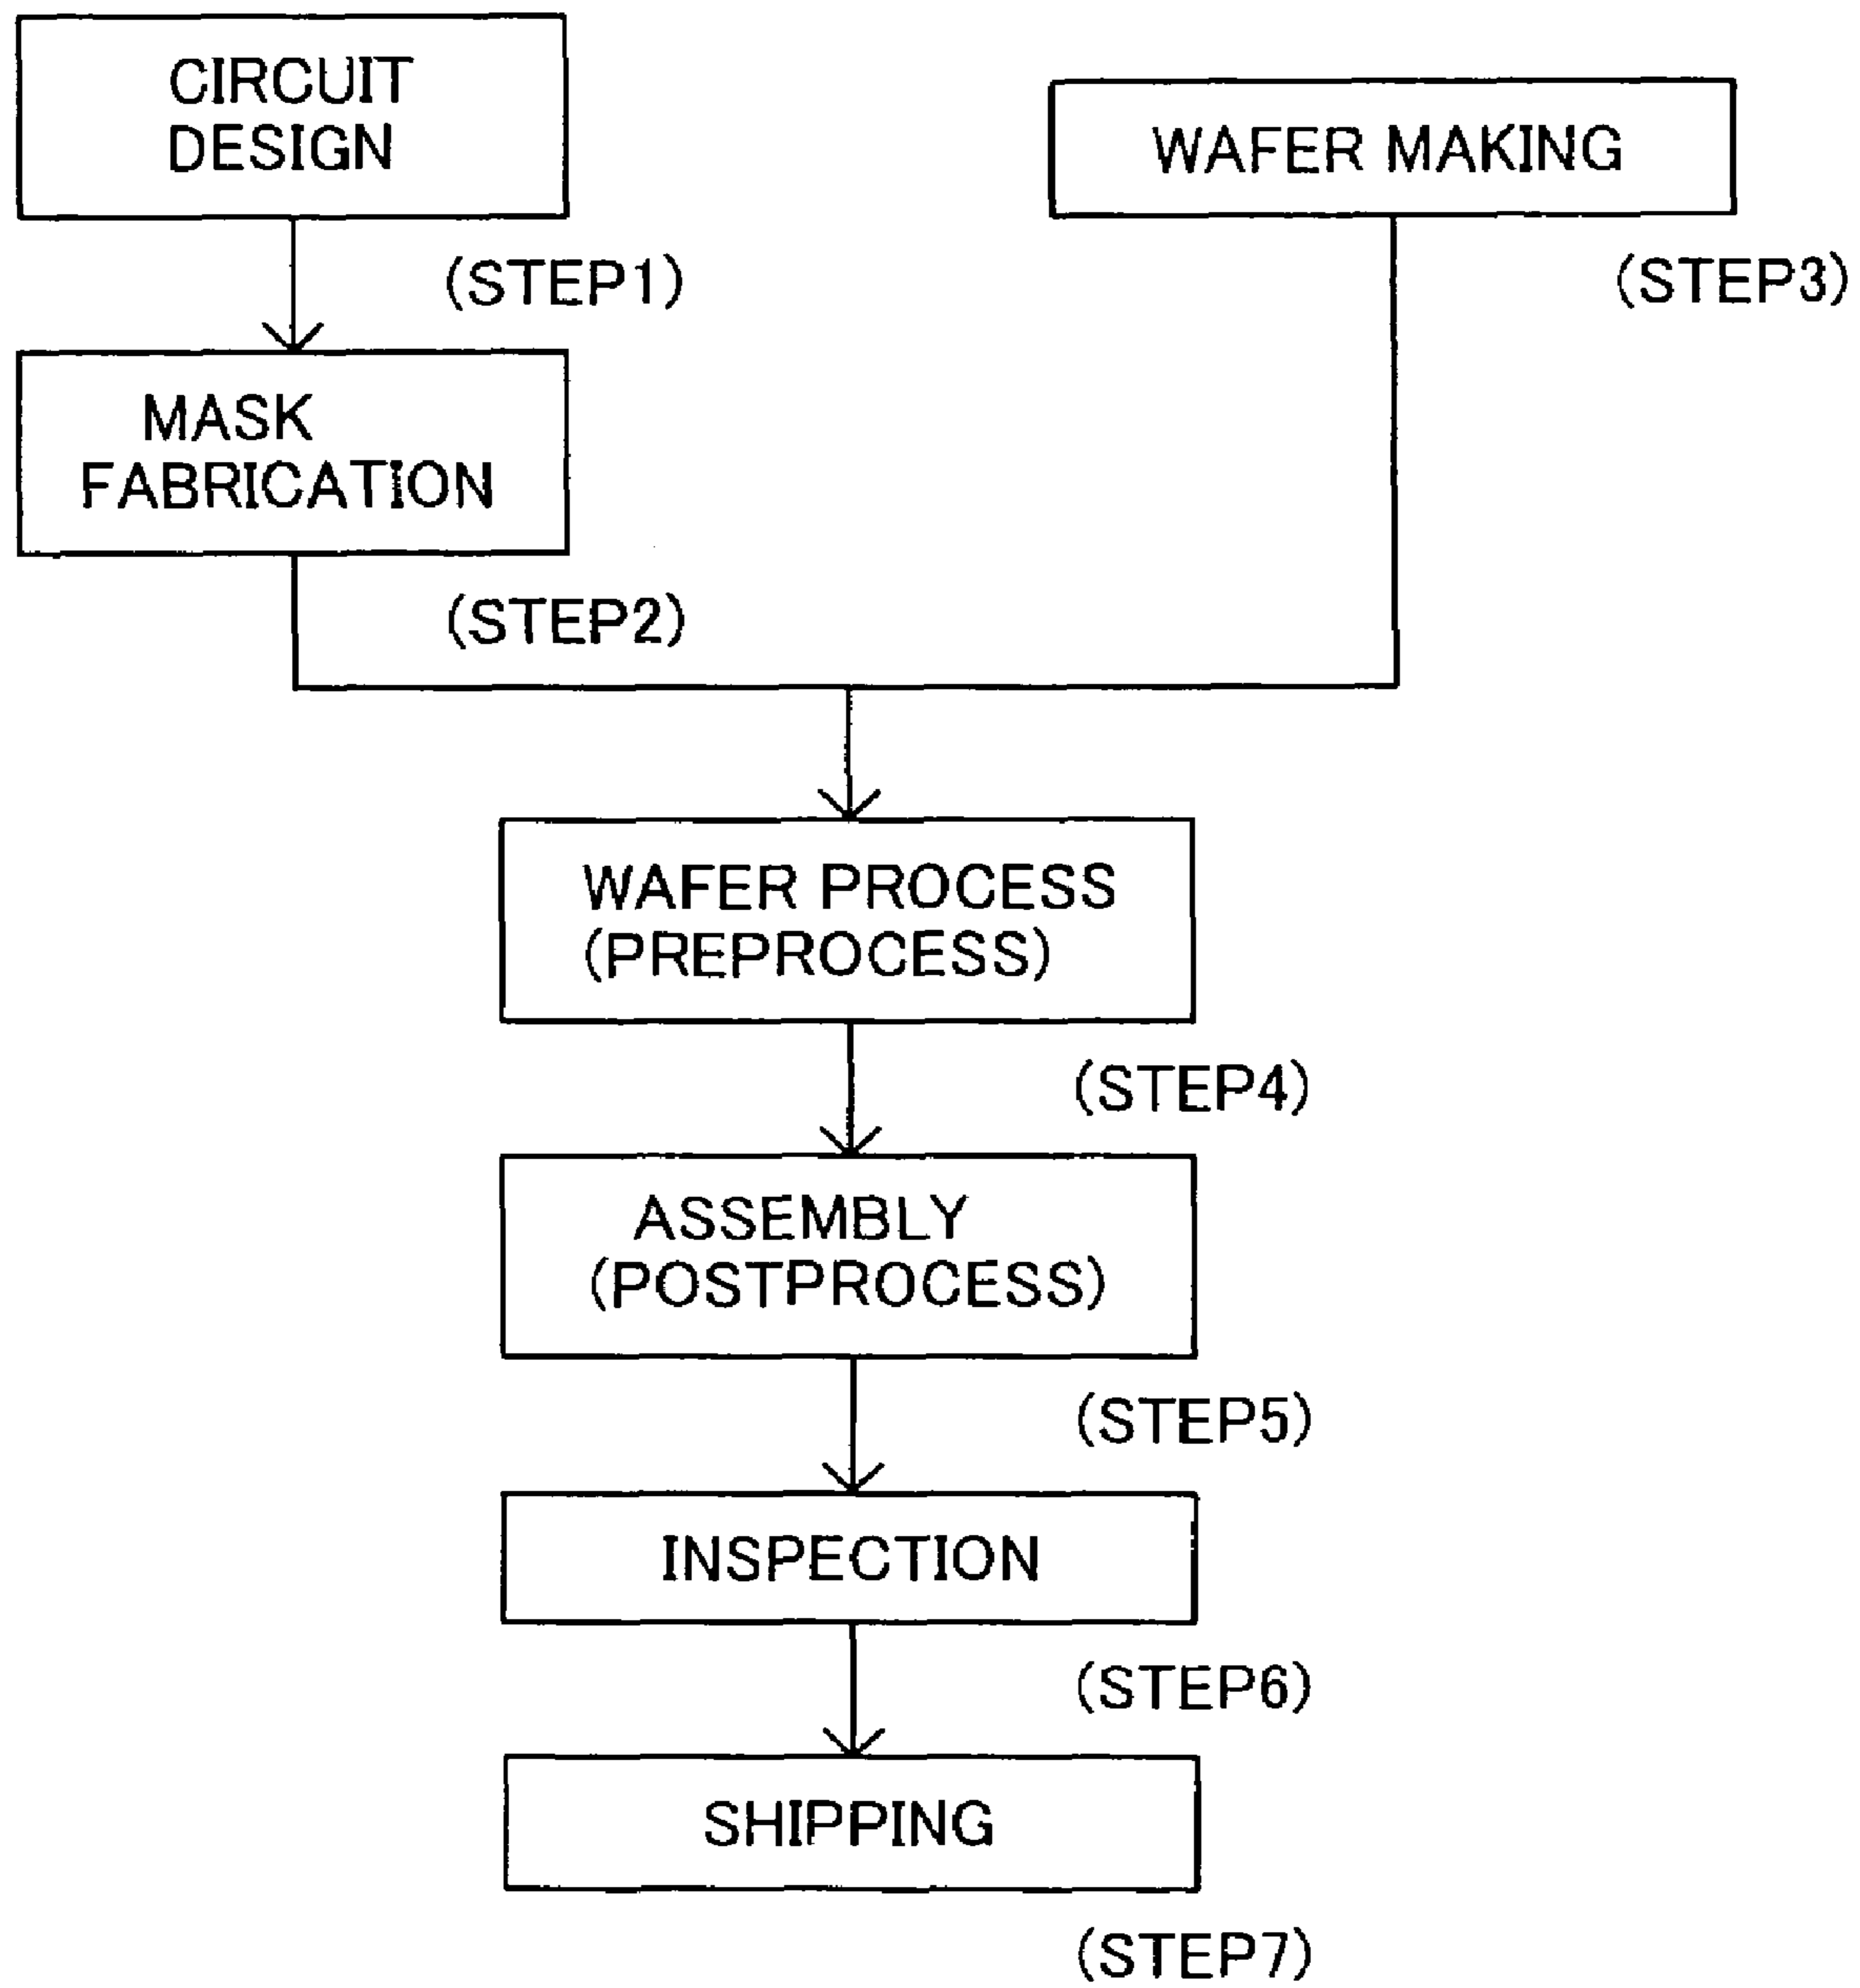 CIRCUIT
DESIGN
(STEP1)
MASK
FABRICATION
(STEP2)
WAFER MAKING
(STEP3)
WAFER PROCESS
(PREPROCESS)
(STEP4)
ASSEMBLY
(POSTPROCESS)
(STEP5)
INSPECTION
(STEP6)
SHIPPING
(STEP7)